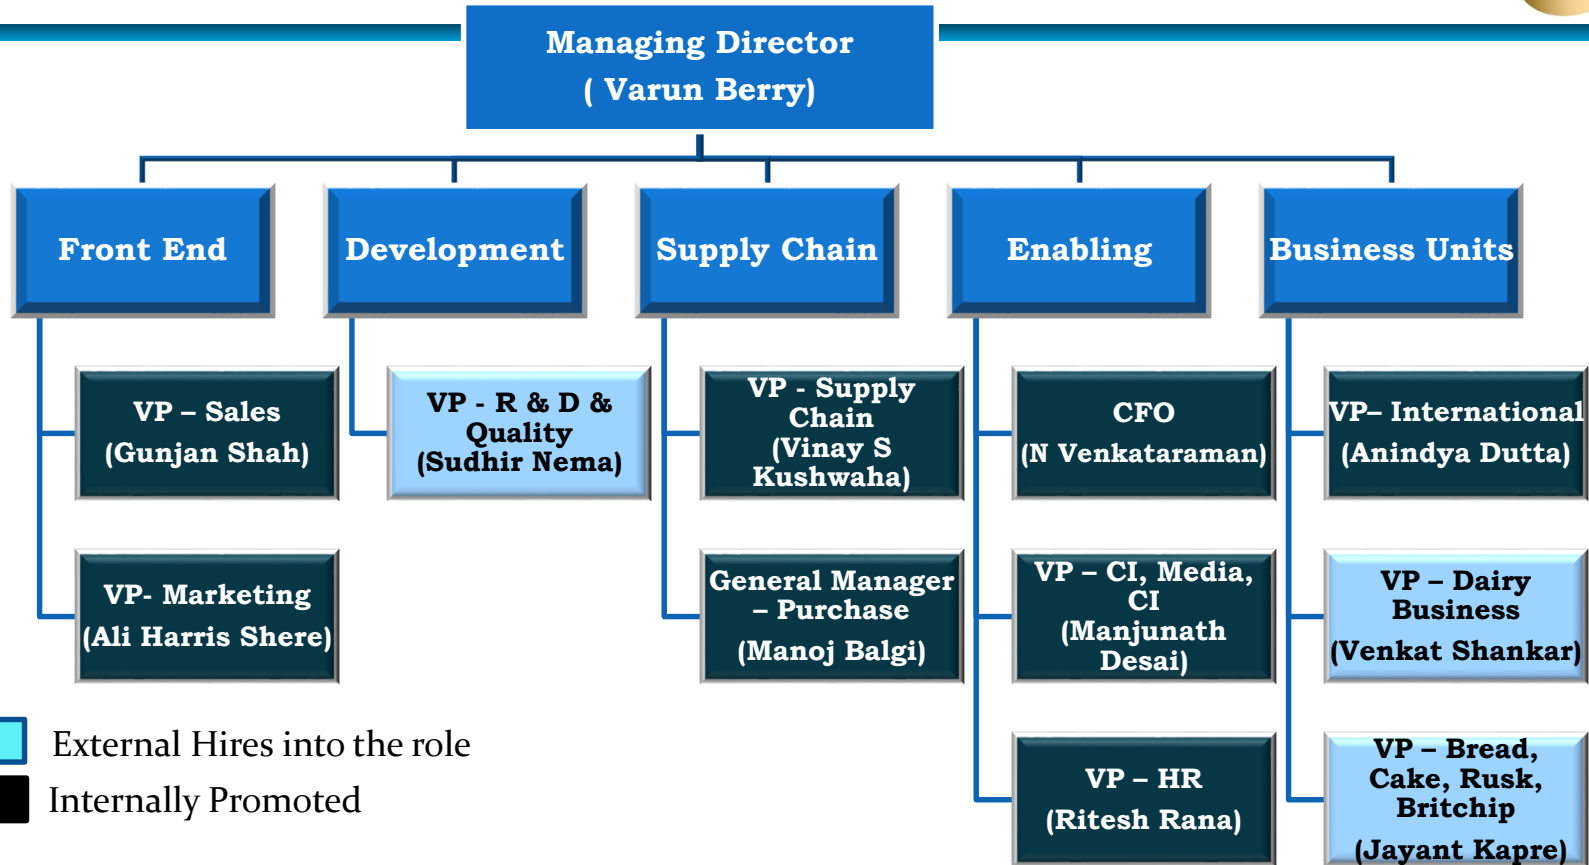 Managing Director
( Varun Berry)
Front End
Development
Supply Chain
Enabling
Business Units
VP – Sales
(Gunjan Shah)
VP - R & D &
Quality
(Sudhir Nema)
VP - Supply
Chain
(Vinay S
Kushwaha)
CFO
(N Venkataraman)
VP– International
(Anindya Dutta)
VP- Marketing
(Ali Harris Shere)
General Manager
– Purchase
(Manoj Balgi)
VP – CI, Media,
CI
(Manjunath
Desai)
VP – Dairy
Business
(Venkat Shankar)
VP – HR
(Ritesh Rana)
VP – Bread,
Cake, Rusk,
Britchip
(Jayant Kapre)
External Hires into the role
Internally Promoted